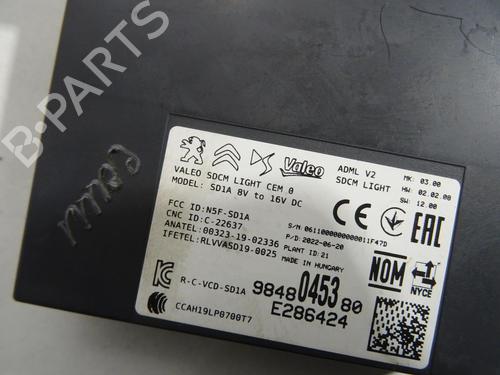 B-PARTS
Valeo
ADML V2
SDCM LIGHT
MK: 03.00
HW: 02.02.00
SW: 12.00
VALEO SDCM LIGHT CEM 0
MODEL: SD1A 8V to 16V DC
FCC ID:N5F-SD1A
CNC ID:C-22637
ANATEL:00323-19-02336
IFETEL:RLVVASD19-0025
S/N: 0611000000000011F47D
P/D:2022-06-20
PLANT ID:21
MADE IN HUNGARY
CE
EAC
NOM
NYCE
R-C-VCD-SD1A
CCAH19LP0700T7
9848045380
E286424